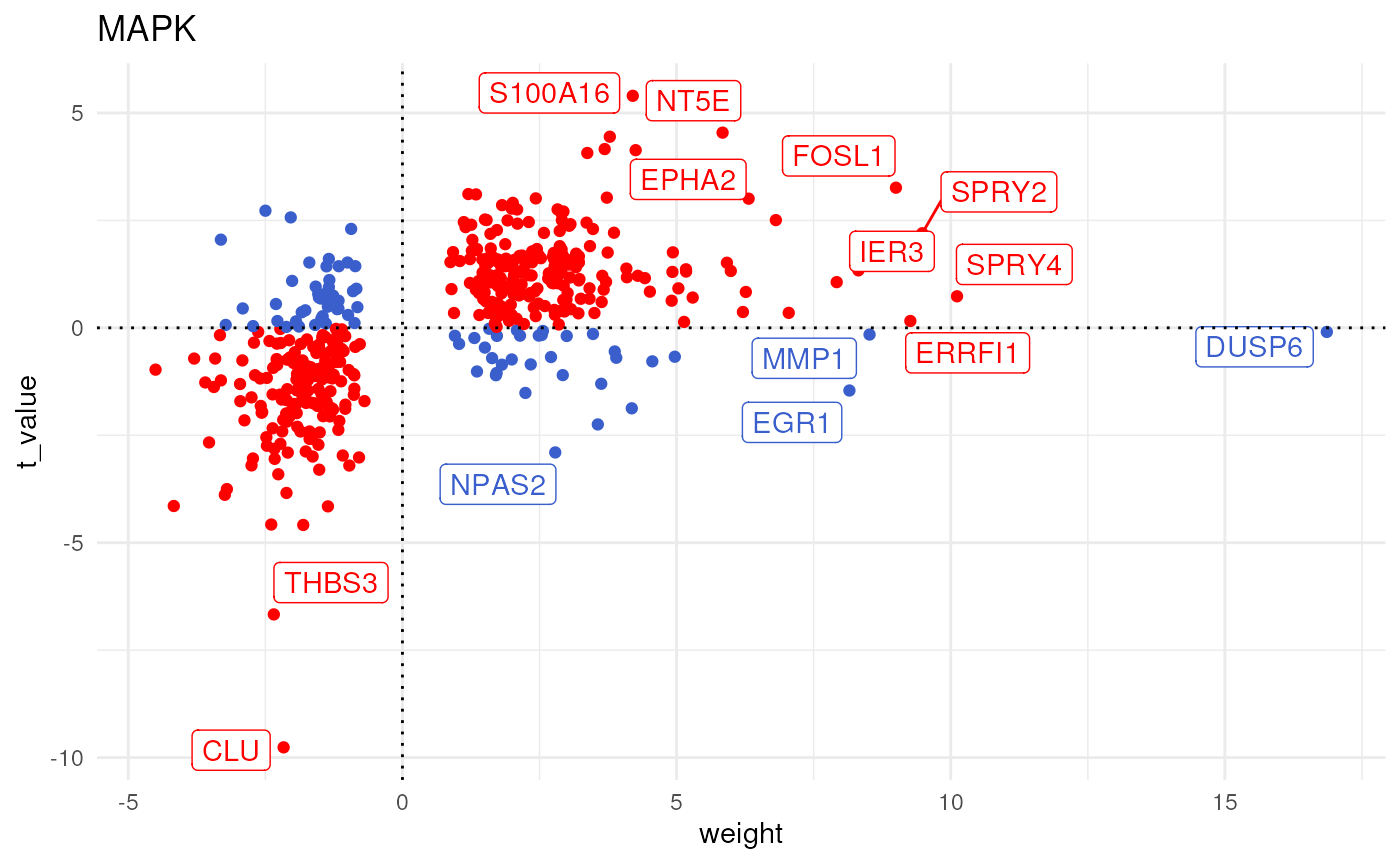 MAPK
S100A16
NT5E
FOSL1
EPHA2
SPRY2
IER3
SPRY4
MMP1
ERRFI1
DUSP6
EGR1
NPAS2
THBS3
CLU
5
0
-5
-10
t_value
-5
0
5
10
15
weight